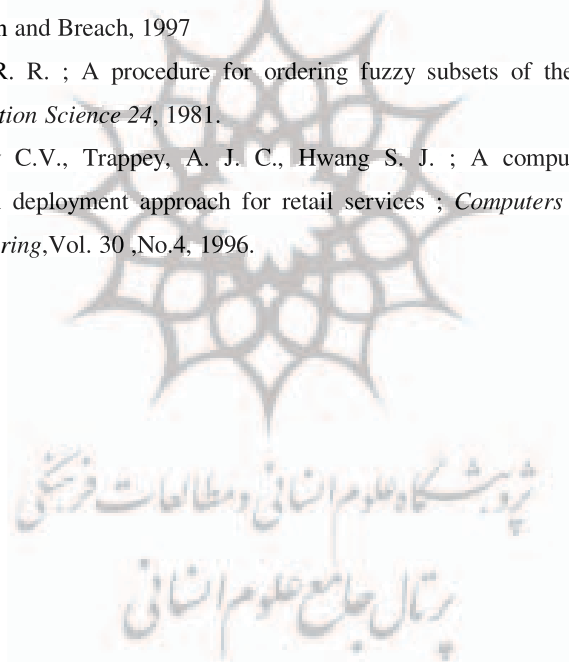 n and Breach, 1997
R. R. ; A procedure for ordering fuzzy subsets of the
tion Science 24, 1981.
C.V., Trappey, A. J. C., Hwang S. J. ; A compu
deployment approach for retail services ; Computers
ring,Vol. 30 ,No.4, 1996.
پژوهشگاه علوم انسانی و مطالعات فرهنگی
پرتال جامع علوم انسانی